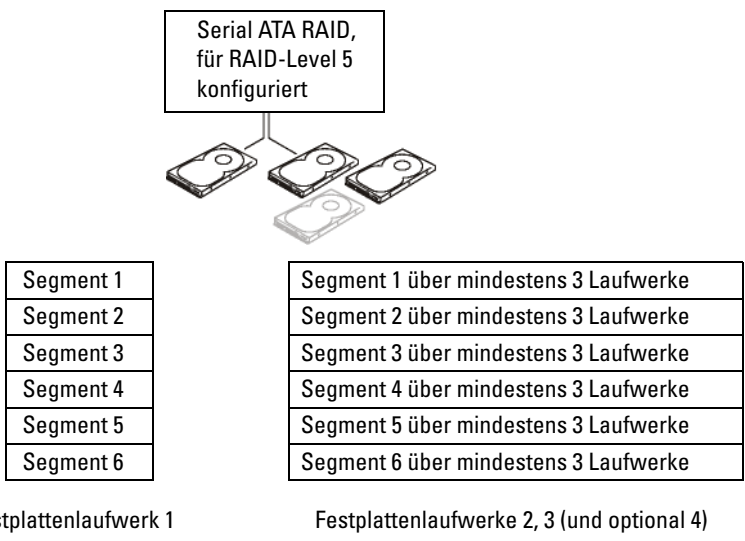 Serial ATA RAID,
für RAID-Level 5
konfiguriert
Segment 1
Segment 2
Segment 3
Segment 4
Segment 5
Segment 6
Segment 1 über mindestens 3 Laufwerke
Segment 2 über mindestens 3 Laufwerke
Segment 3 über mindestens 3 Laufwerke
Segment 4 über mindestens 3 Laufwerke
Segment 5 über mindestens 3 Laufwerke
Segment 6 über mindestens 3 Laufwerke
stplattenlaufwerk 1
Festplattenlaufwerke 2, 3 (und optional 4)